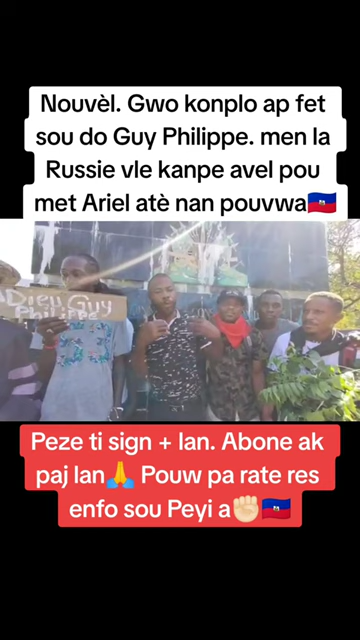 Nouvèl. Gwo konplo ap fet
sou do Guy Philippe. men la
Russie vle kanpe avel pou
met Ariel atè nan pouvwa🇭🇹
Dieu Guy
Philippe
Peze ti sign + lan. Abone ak
paj lan🙏 Pouw pa rate res
enfo sou Peyi a✊🏻🇭🇹